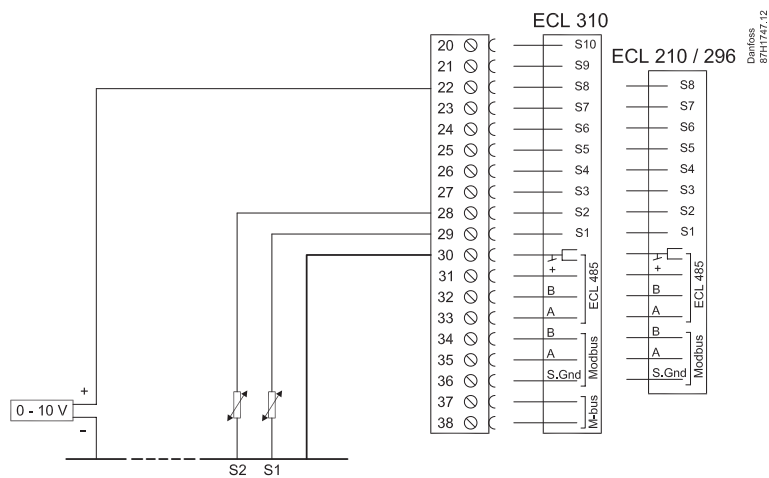 ECL 310
ECL 210 / 296
Danfoss
87H1747.12
20 S10
21 S9
22 S8 S8
23 S7 S7
24 S6 S6
25 S5 S5
26 S4 S4
27 S3 S3
28 S2 S2
29 S1 S1
30
31 + +
32 B B
33 A A
ECL 485
ECL 485
34 B B
35 A A
36 S.Gnd S.Gnd
Modbus
Modbus
37
38
M-bus
+
0 - 10 V
-
S2 S1